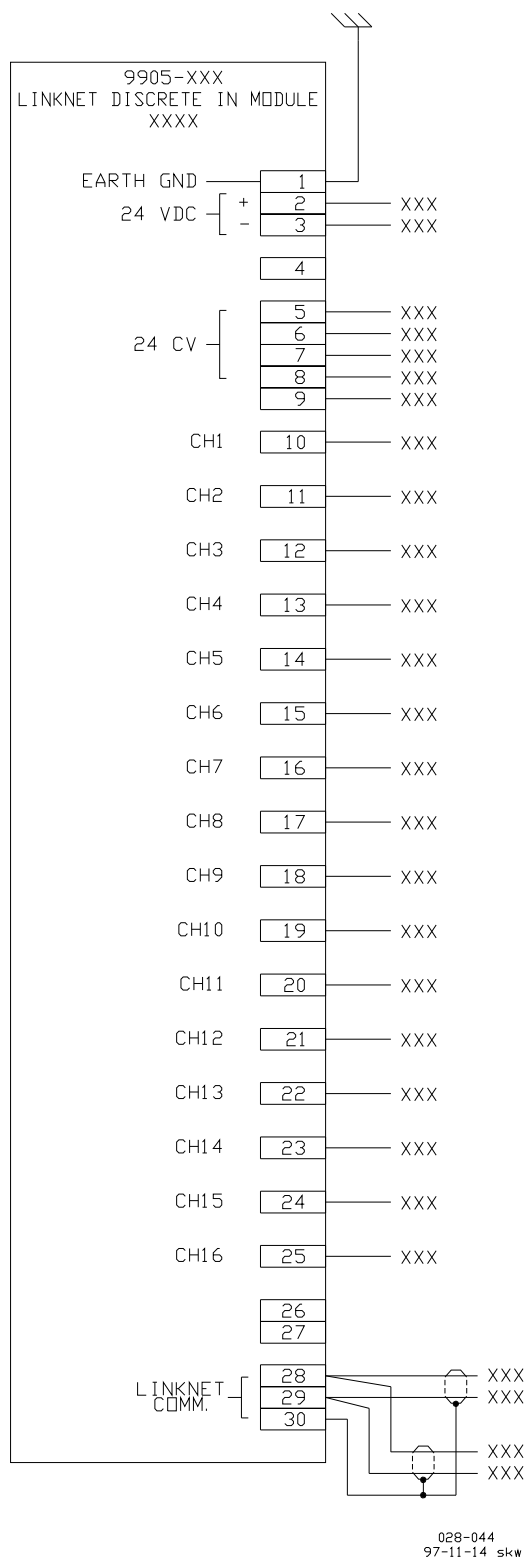 9905-XXX
LINKNET DISCRETE IN MODULE
XXXX
EARTH GND 1
24 VDC + 2 XXX
- 3 XXX
4
24 CV
5 XXX
6 XXX
7 XXX
8 XXX
9 XXX
CH1 10 XXX
CH2 11 XXX
CH3 12 XXX
CH4 13 XXX
CH5 14 XXX
CH6 15 XXX
CH7 16 XXX
CH8 17 XXX
CH9 18 XXX
CH10 19 XXX
CH11 20 XXX
CH12 21 XXX
CH13 22 XXX
CH14 23 XXX
CH15 24 XXX
CH16 25 XXX
26
27
LINKNET
COMM.
28 XXX
29 XXX
30
XXX
XXX
028-044
97-11-14 skw